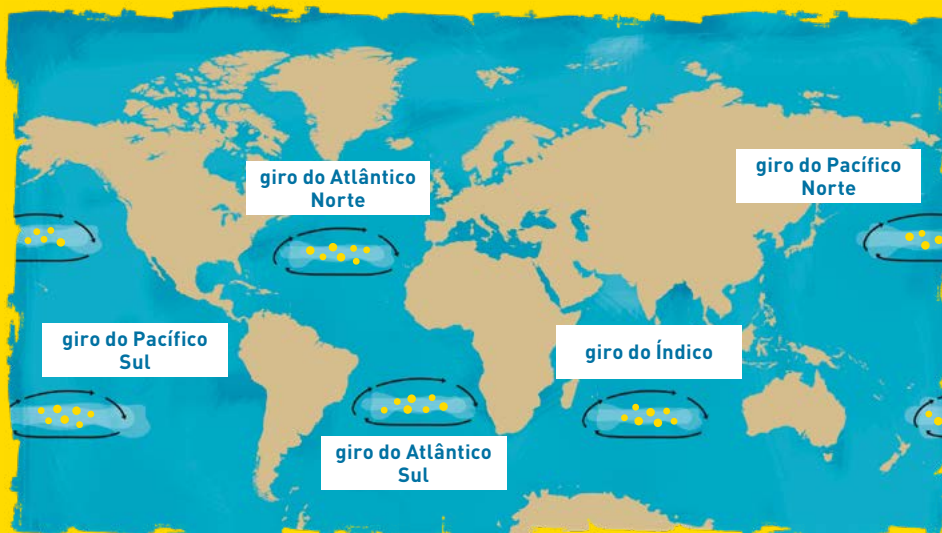 giro do Atlântico
Norte
giro do Pacífico
Norte
giro do Pacífico
Sul
giro do Índico
giro do Atlântico
Sul